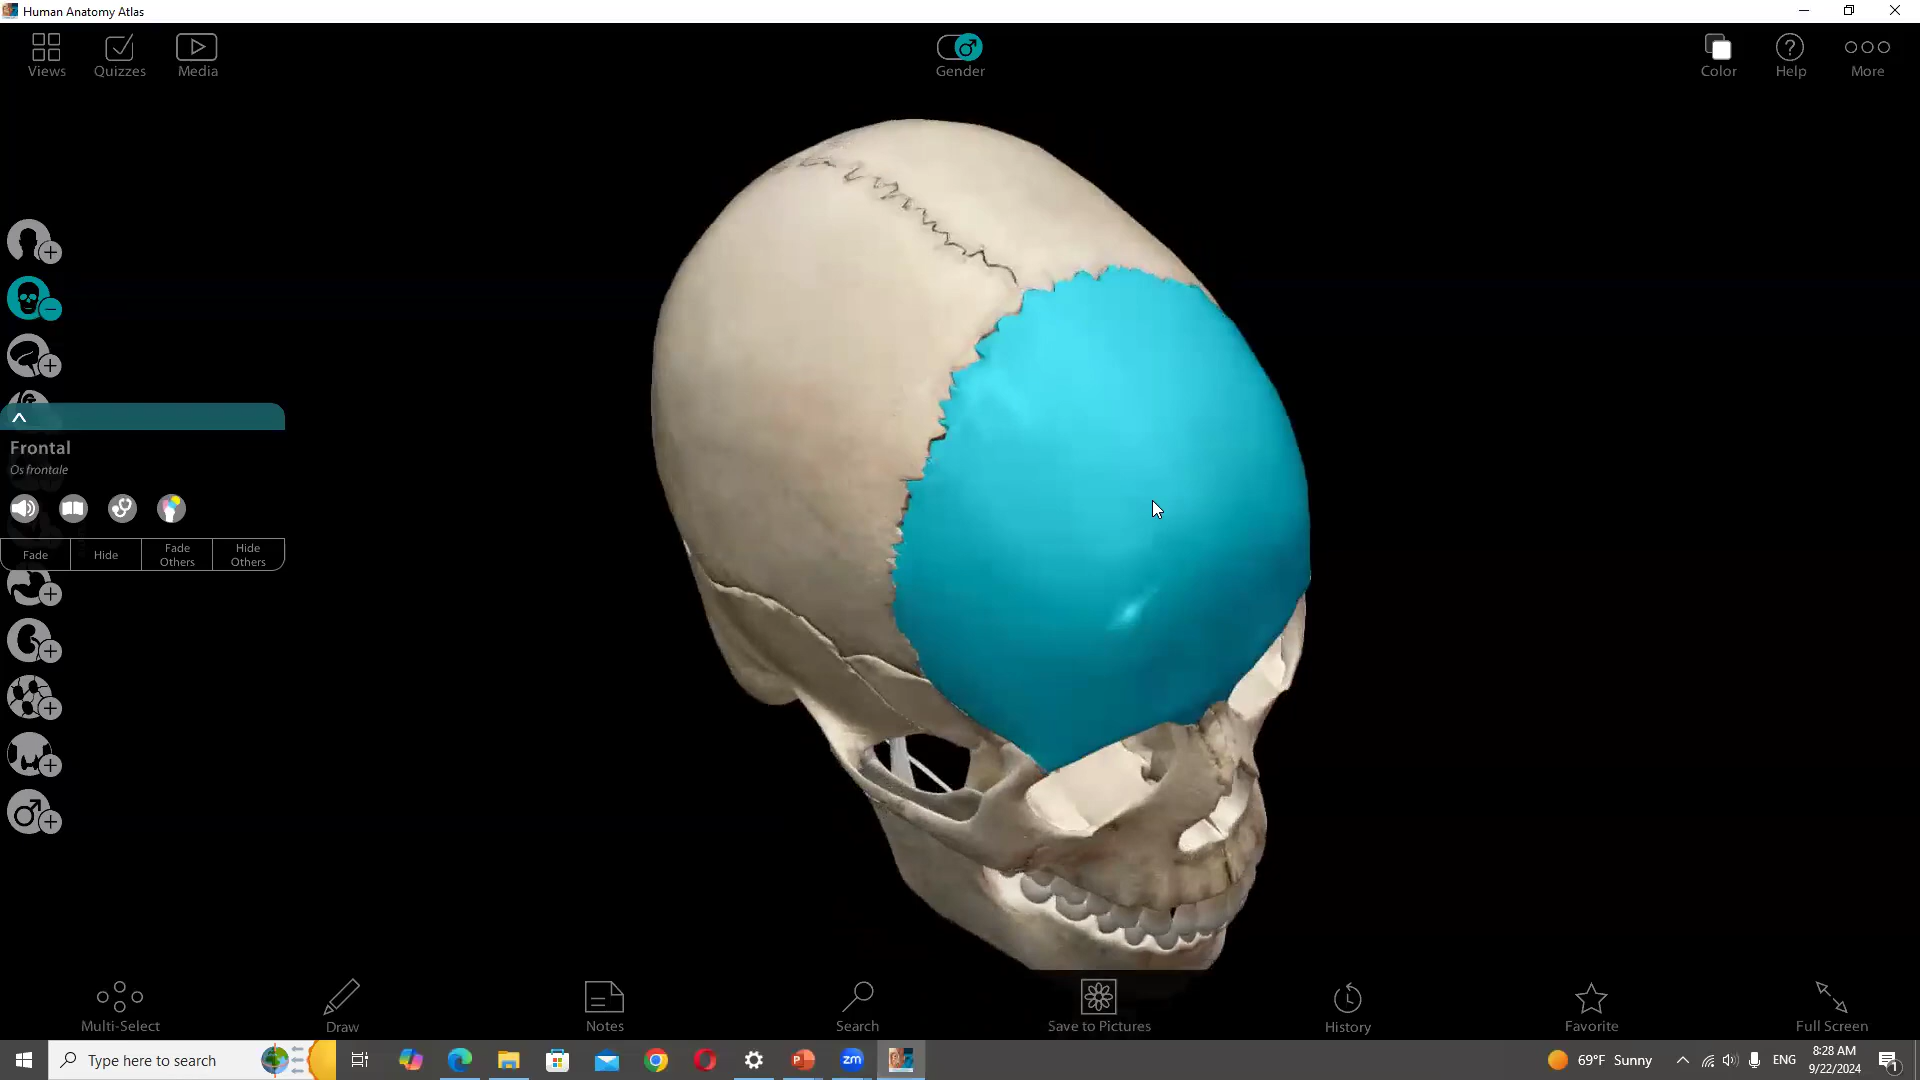 Human Anatomy Atlas
Views
Quizzes
Media
Gender
Color
Help
More
Frontal
Os frontale
Fade
Hide
Fade
Others
Hide
Others
Multi-Select
Draw
Notes
Search
Save to Pictures
History
Favorite
Full Screen
Type here to search
69°F Sunny
ENG
8:28 AM
9/22/2024